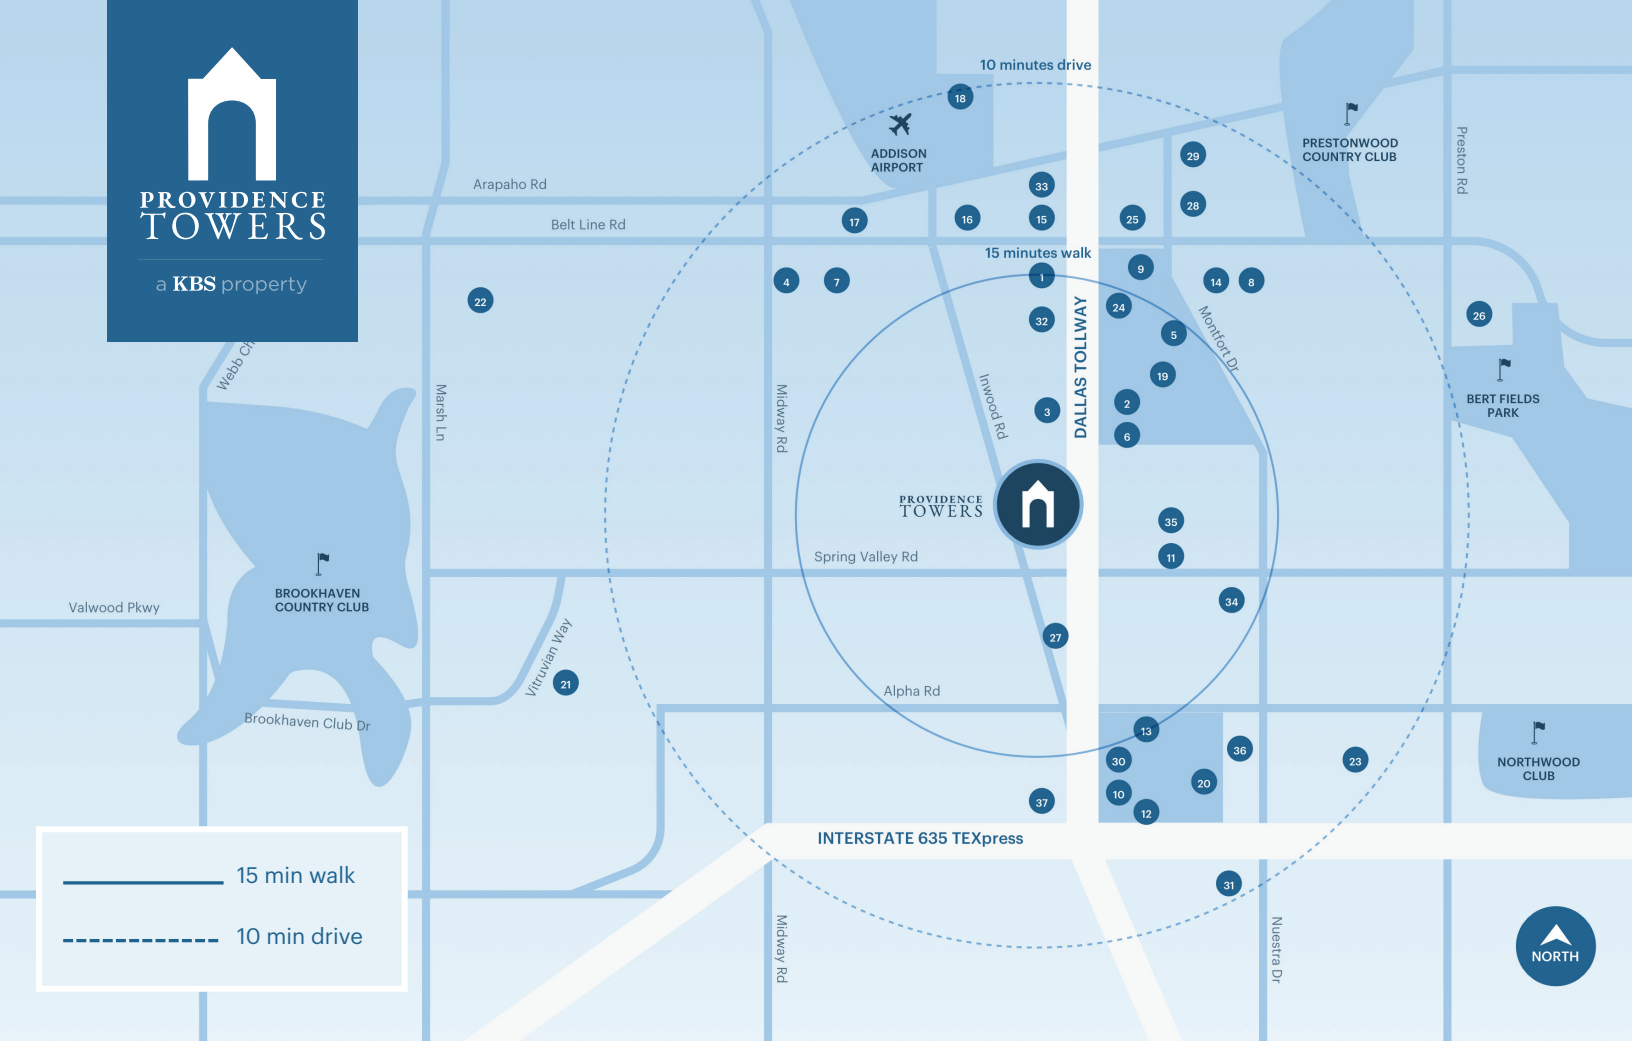 PROVIDENCE
TOWERS
a KBS property
10 minutes drive
18
ADDISON
AIRPORT
PRESTONWOOD
COUNTRY CLUB
Preston Rd
29
33
Arapaho Rd
28
17
16
15
25
Belt Line Rd
15 minutes walk
9
1
4
7
14
8
22
24
26
32
5
DALLAS TOLLWAY
Montfort Dr
Webb Ch
Marsh Ln
Midway Rd
Inwood Rd
19
2
3
6
BERT FIELDS
PARK
PROVIDENCE
TOWERS
35
11
Spring Valley Rd
BROOKHAVEN
COUNTRY CLUB
Valwood Pkwy
34
27
Vitruvian Way
21
Alpha Rd
Brookhaven Club Dr
13
36
30
23
20
10
12
37
NORTHWOOD
CLUB
INTERSTATE 635 TEXpress
15 min walk
10 min drive
31
Midway Rd
Nuestra Dr
NORTH